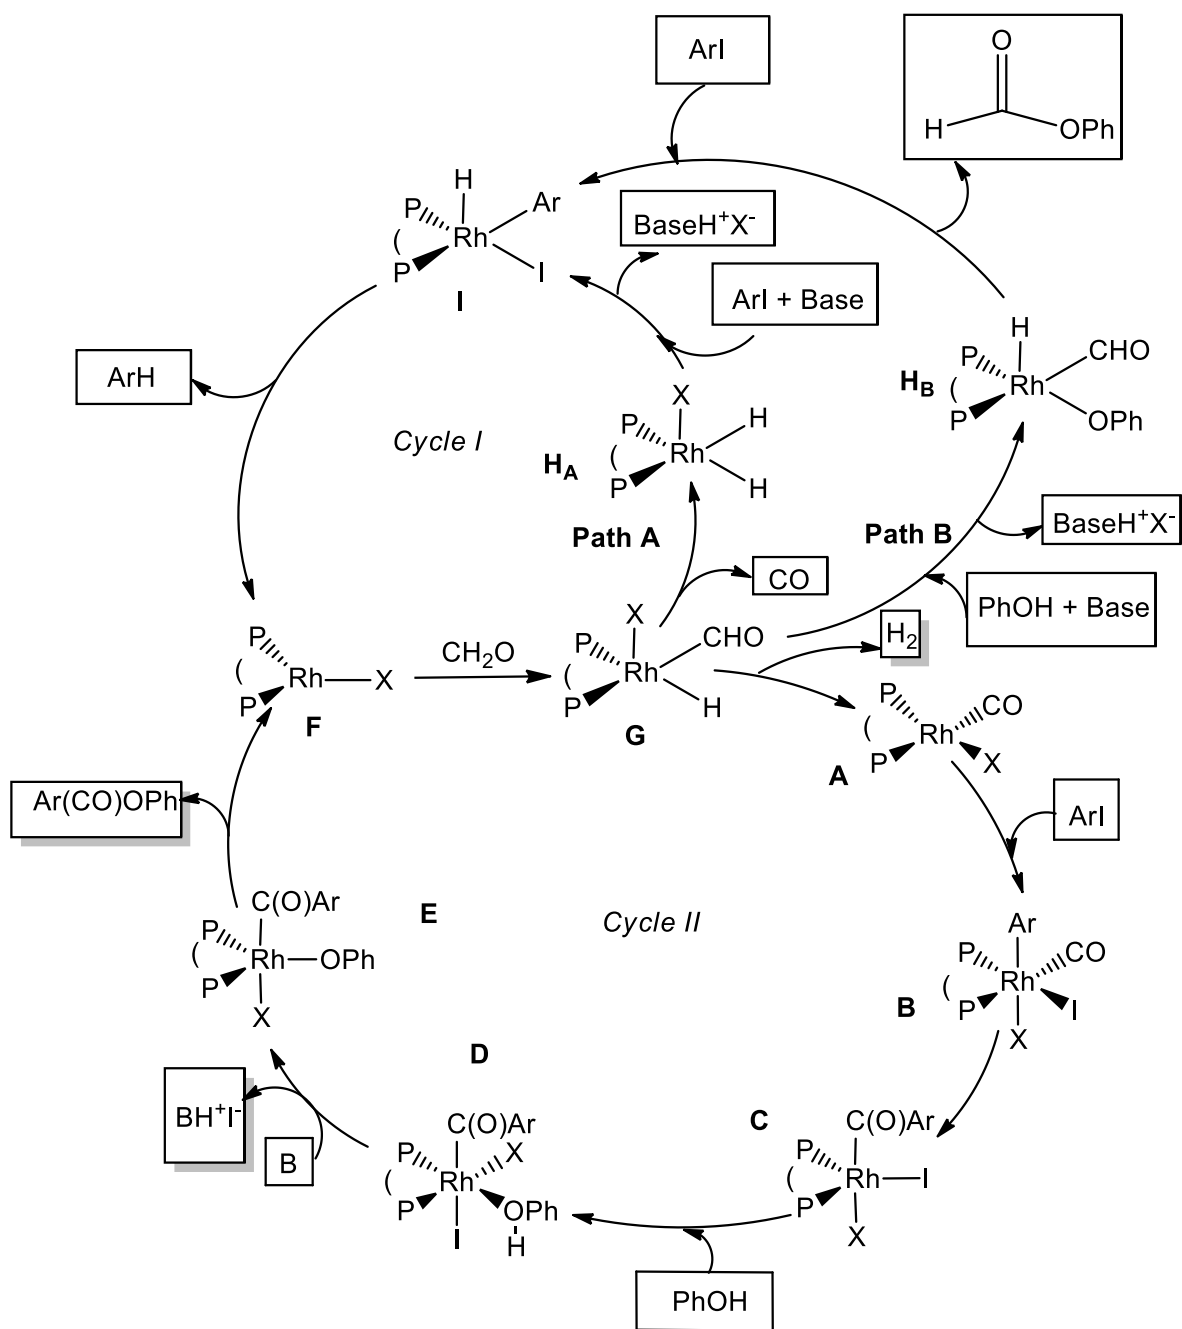 ArI
O
H
OPh
H
P
Rh
Ar
P
I
I
BaseH⁺X⁻
ArI + Base
H
P
Rh
CHO
P
OPh
H_B
ArH
Cycle I
X
P
Rh
H
P
H
H_A
Path A
CO
Path B
BaseH⁺X⁻
PhOH + Base
H₂
P
Rh
X
P
F
CH₂O
X
P
Rh
CHO
P
H
G
P
Rh
CO
P
X
A
ArI
Ar(CO)OPh
C(O)Ar
P
Rh
OPh
P
X
E
Cycle II
Ar
P
Rh
CO
P
I
X
B
D
BH⁺I⁻
B
C(O)Ar
P
X
Rh
P
OPh
I
H
C
C(O)Ar
P
Rh
I
P
X
PhOH